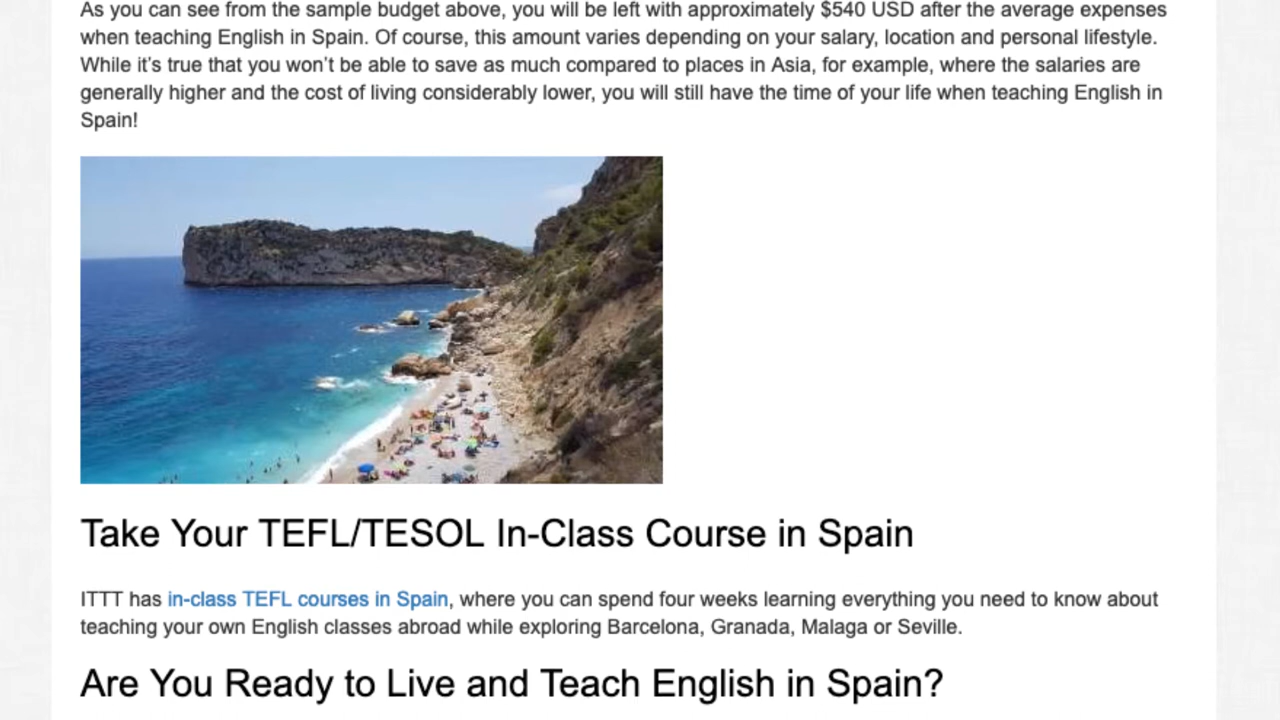 As you can see from the sample budget above, you will be left with approximately $540 USD after the average expenses
when teaching English in Spain. Of course, this amount varies depending on your salary, location and personal lifestyle.
While it’s true that you won’t be able to save as much compared to places in Asia, for example, where the salaries are
generally higher and the cost of living considerably lower, you will still have the time of your life when teaching English in
Spain!
Take Your TEFL/TESOL In-Class Course in Spain
ITTT has in-class TEFL courses in Spain, where you can spend four weeks learning everything you need to know about
teaching your own English classes abroad while exploring Barcelona, Granada, Malaga or Seville.
Are You Ready to Live and Teach English in Spain?